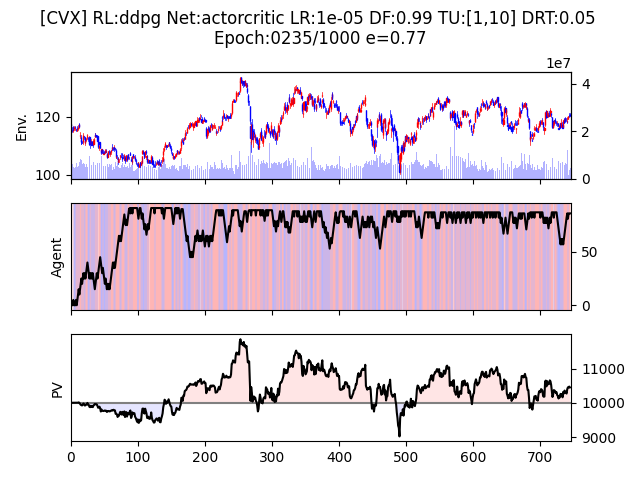 [CVX] RL:ddpg Net:actorcritic LR:1e-05 DF:0.99 TU:[1,10] DRT:0.05
Epoch:0235/1000 e=0.77
1e7
Env.
120
100
4
2
0
Agent
50
0
PV
11000
10000
9000
0 100 200 300 400 500 600 700